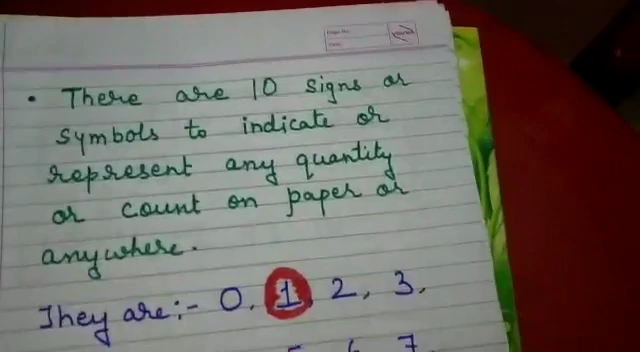 • There are 10 signs or
symbols to indicate or
represent any quantity
or count on paper or
anywhere.
They are:- 0, 1, 2, 3,
7